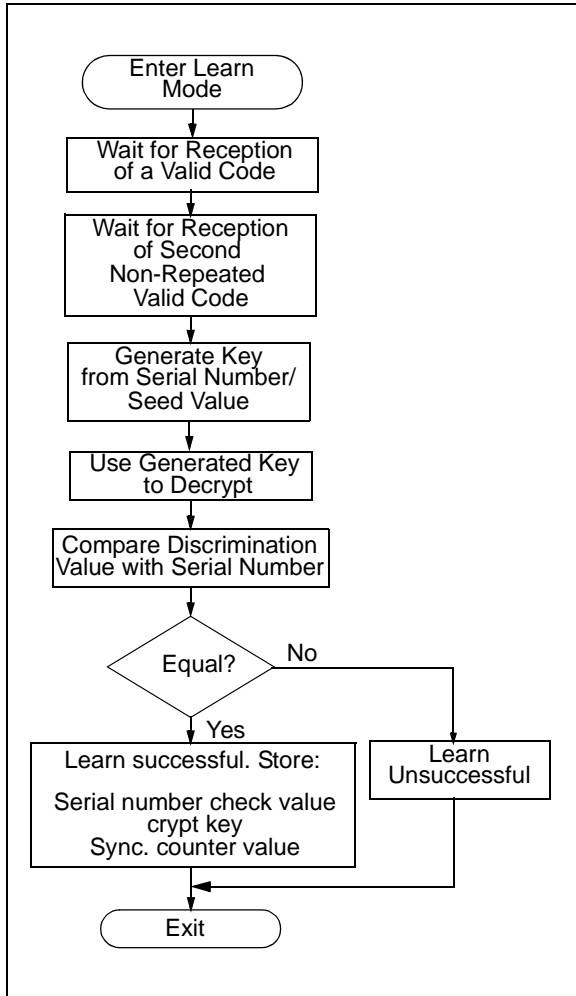 Enter Learn
Mode
Wait for Reception
of a Valid Code
Wait for Reception
of Second
Non-Repeated
Valid Code
Generate Key
from Serial Number/
Seed Value
Use Generated Key
to Decrypt
Compare Discrimination
Value with Serial Number
Equal?
No
Yes
Learn successful. Store:
Serial number check value
crypt key
Sync. counter value
Learn
Unsuccessful
Exit